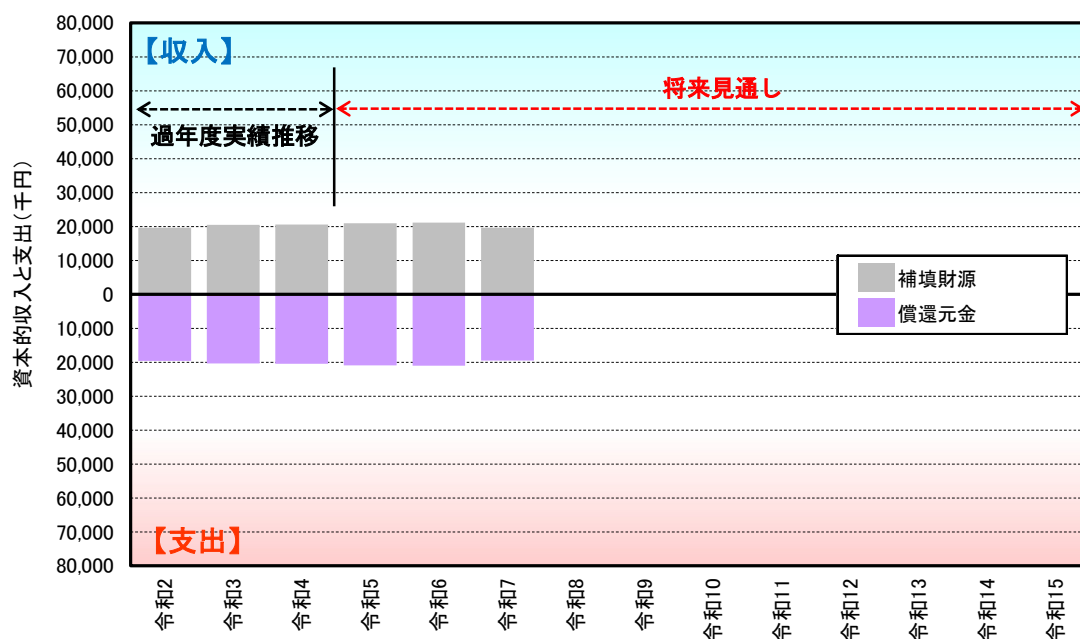 資本的収入と支出(千円)
80,000
70,000
60,000
50,000
40,000
30,000
20,000
10,000
0
10,000
20,000
30,000
40,000
50,000
60,000
70,000
80,000
【収入】
将来見通し
過年度実績推移
補填財源
償還元金
【支出】
令和2
令和3
令和4
令和5
令和6
令和7
令和8
令和9
令和10
令和11
令和12
令和13
令和14
令和15